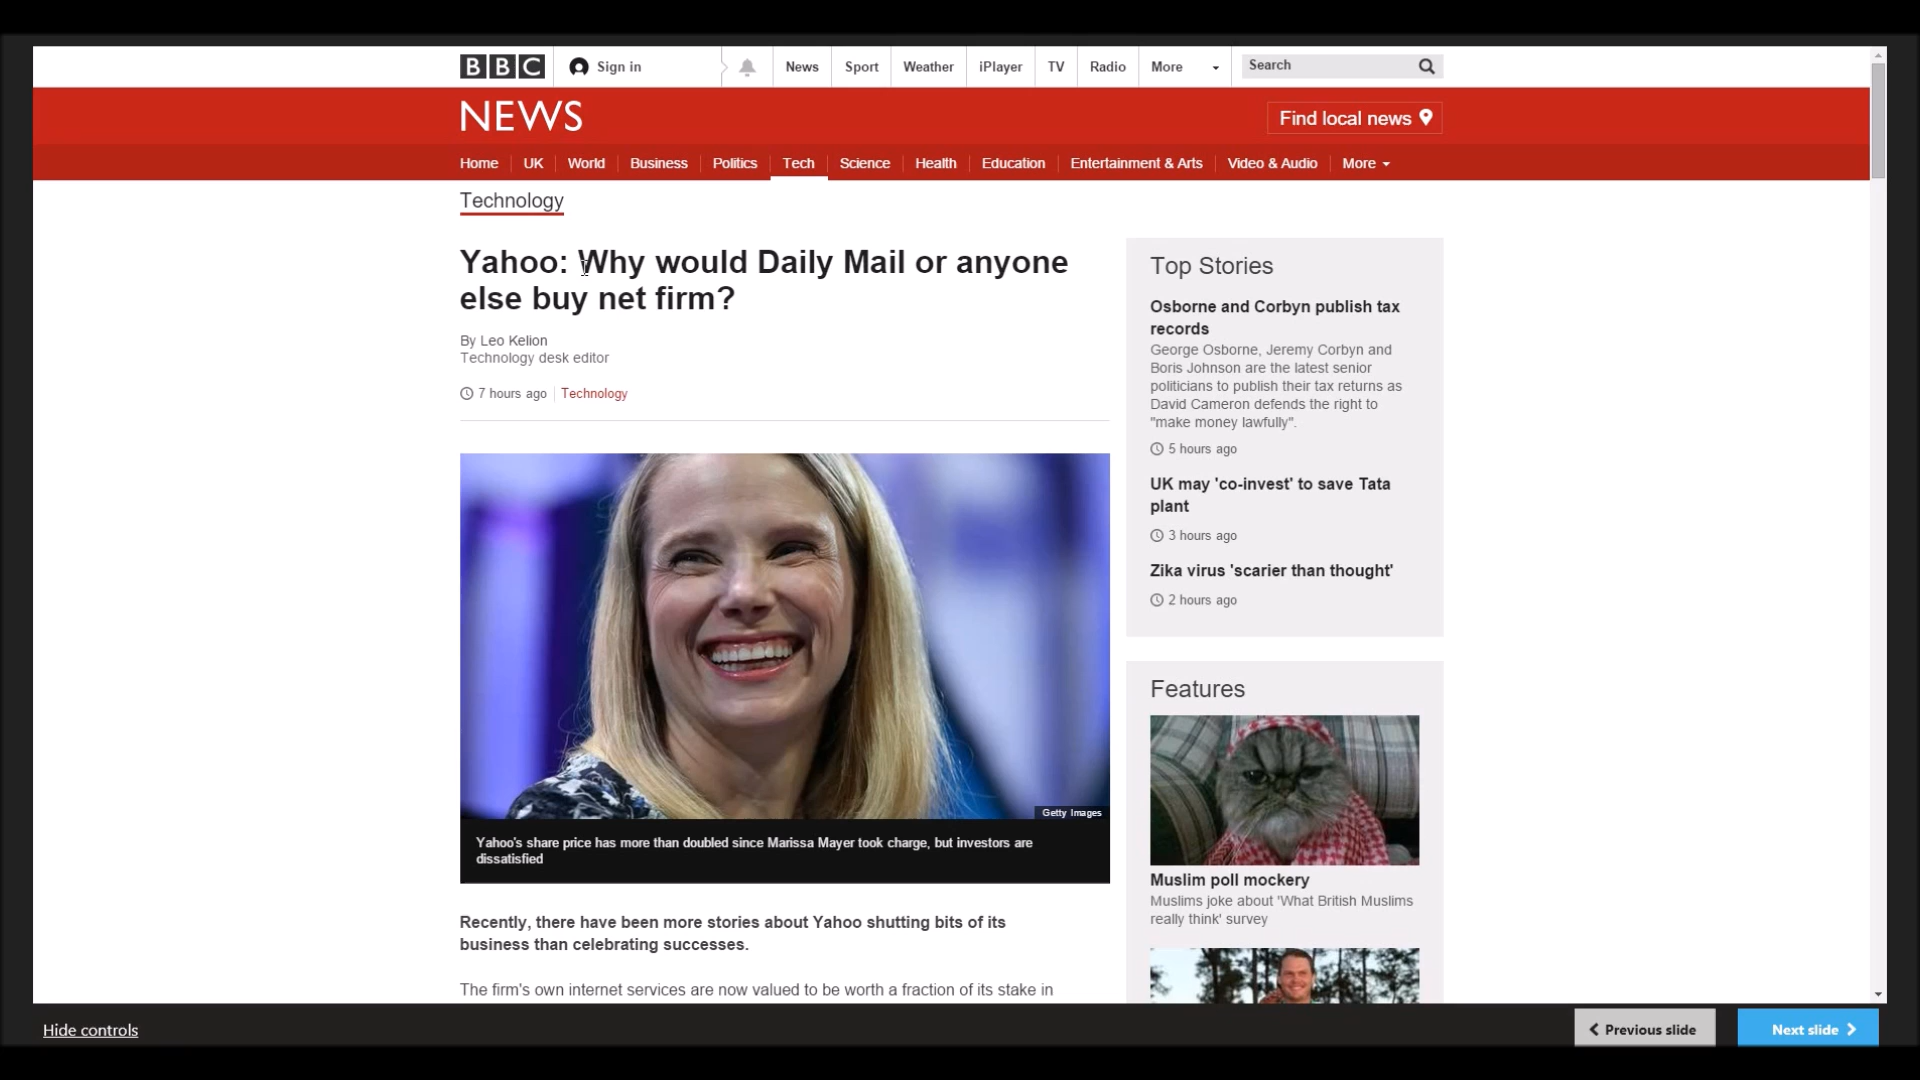 BBC Sign in News Sport Weather iPlayer TV Radio More Search
NEWS
Find local news
Home UK World Business Politics Tech Science Health Education Entertainment & Arts Video & Audio More
Technology
Yahoo: Why would Daily Mail or anyone
else buy net firm?
By Leo Kelion
Technology desk editor
7 hours ago Technology
Getty Images
Yahoo's share price has more than doubled since Marissa Mayer took charge, but investors are
dissatisfied
Recently, there have been more stories about Yahoo shutting bits of its
business than celebrating successes.
The firm's own internet services are now valued to be worth a fraction of its stake in
Top Stories
Osborne and Corbyn publish tax
records
George Osborne, Jeremy Corbyn and
Boris Johnson are the latest senior
politicians to publish their tax returns as
David Cameron defends the right to
"make money lawfully".
5 hours ago
UK may 'co-invest' to save Tata
plant
3 hours ago
Zika virus 'scarier than thought'
2 hours ago
Features
Muslim poll mockery
Muslims joke about 'What British Muslims
really think' survey
Hide controls
Previous slide
Next slide